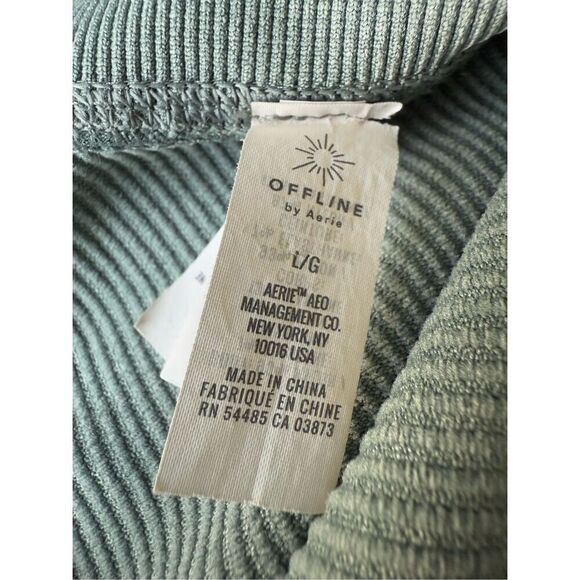 OFFLINE
by Aerie
L/G
AERIE™ AEO
MANAGEMENT CO.
NEW YORK, NY
10016 USA
MADE IN CHINA
FABRIQUÉ EN CHINE
RN 54485 CA 03873